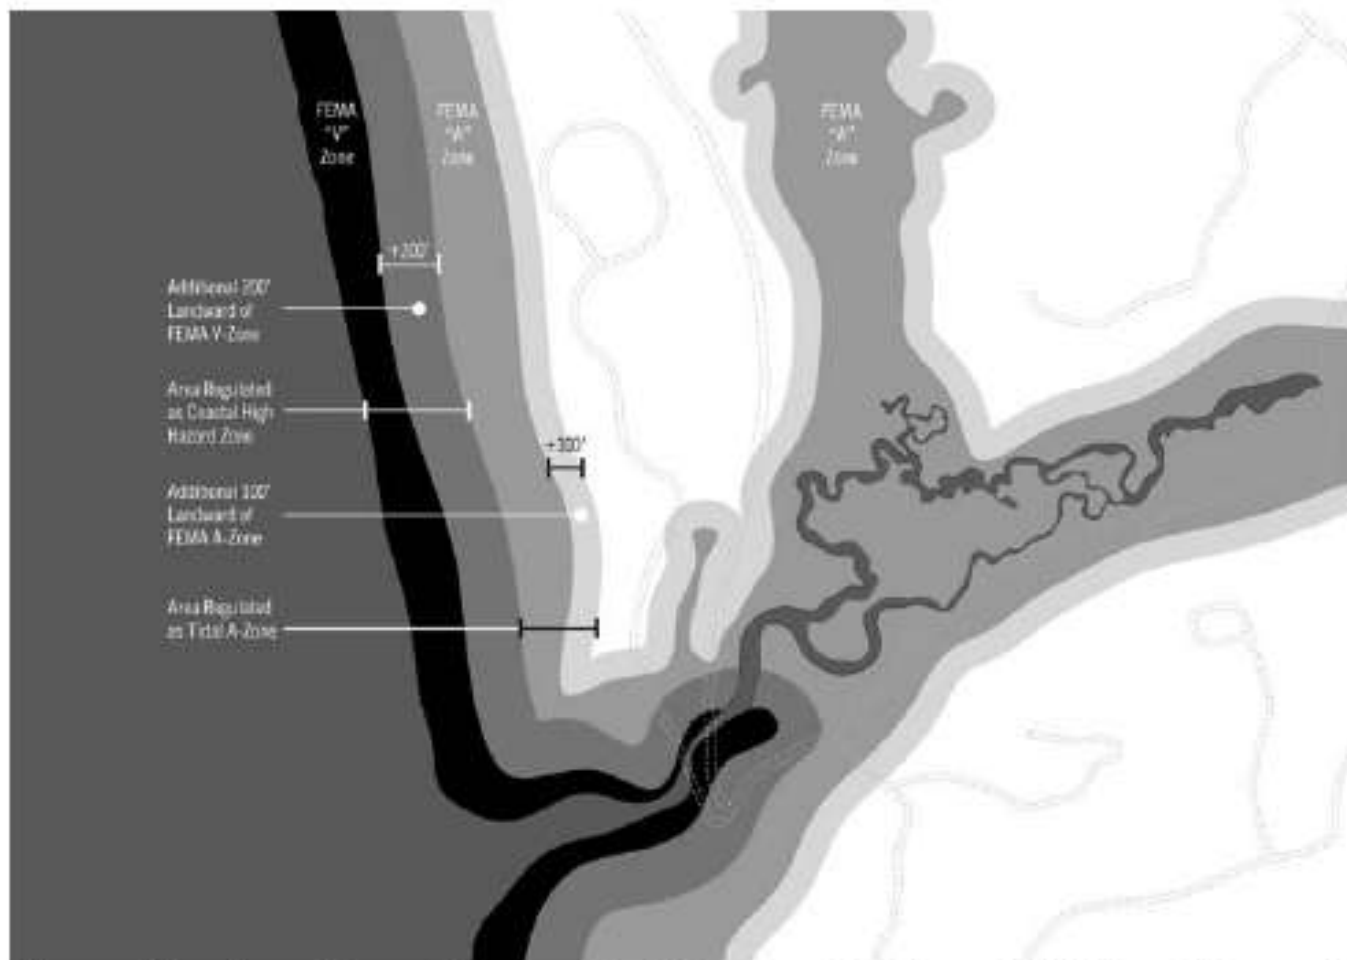 FEMA
"V"
Zone
FEMA
"A"
Zone
FEMA
"A"
Zone
+200'
Additional 200'
Landward of
FEMA V-Zone
Area Regulated
as Coastal High
Hazard Zone
+100'
Additional 100'
Landward of
FEMA A-Zone
Area Regulated
as Tidal A-Zone